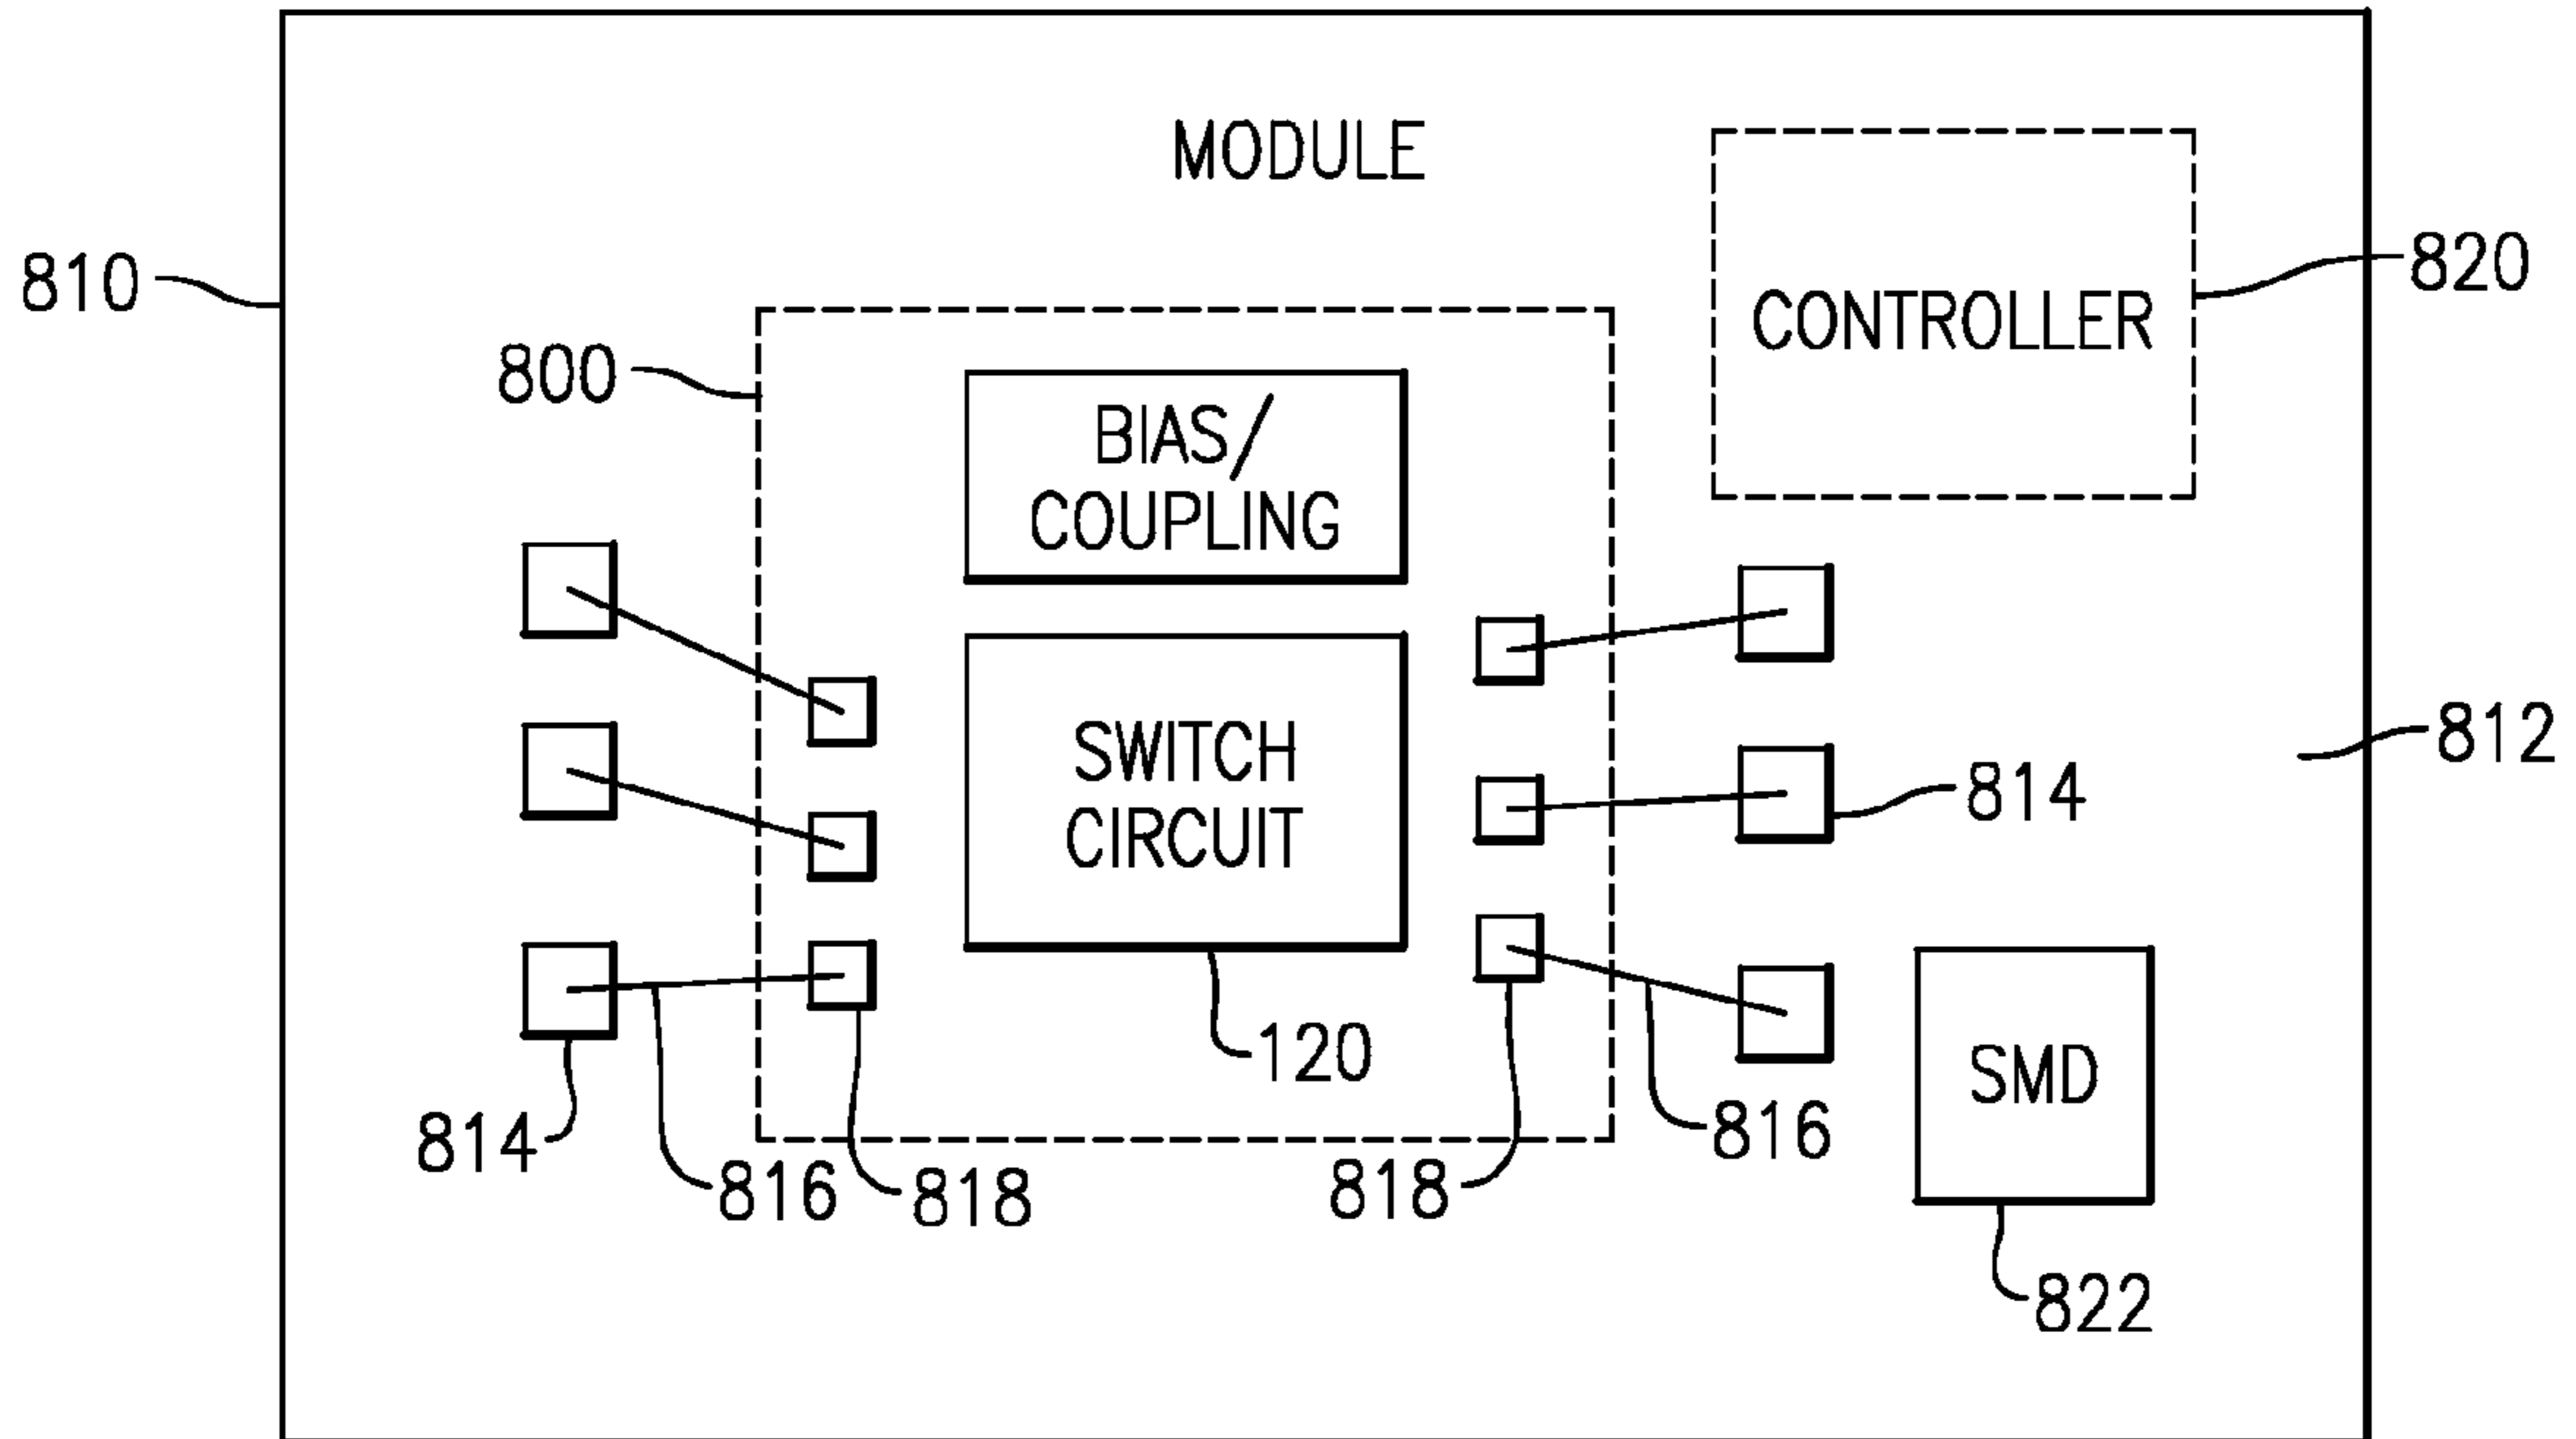 MODULE
810
820
CONTROLLER
800
BIAS/
COUPLING
812
SWITCH
CIRCUIT
814
120
SMD
814
816
818
818
816
822